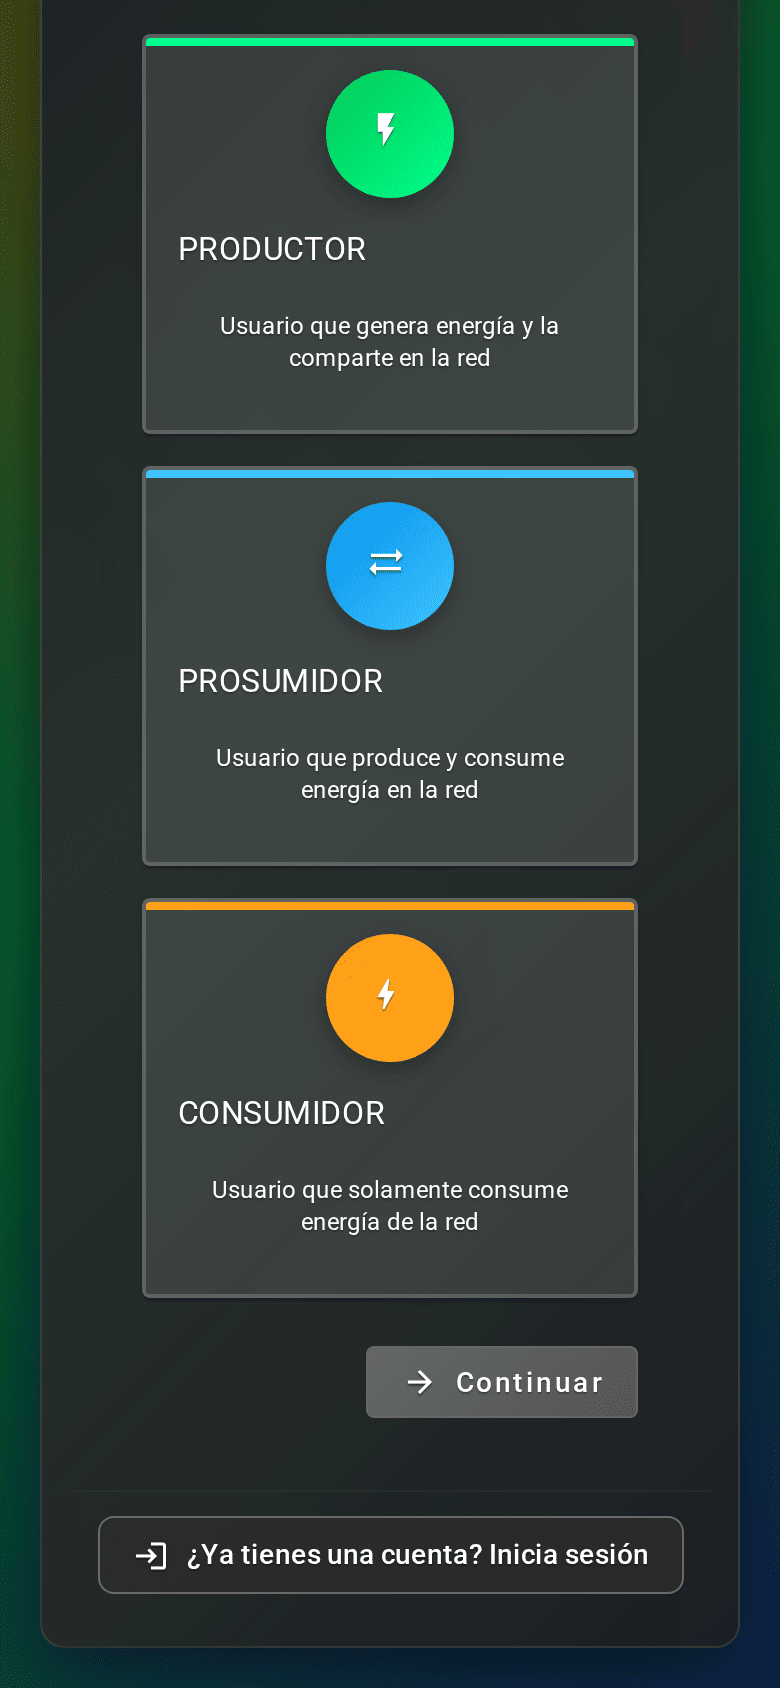 PRODUCTOR
Usuario que genera energía y la
comparte en la red
PROSUMIDOR
Usuario que produce y consume
energía en la red
CONSUMIDOR
Usuario que solamente consume
energía de la red
Continuar
¿Ya tienes una cuenta? Inicia sesión